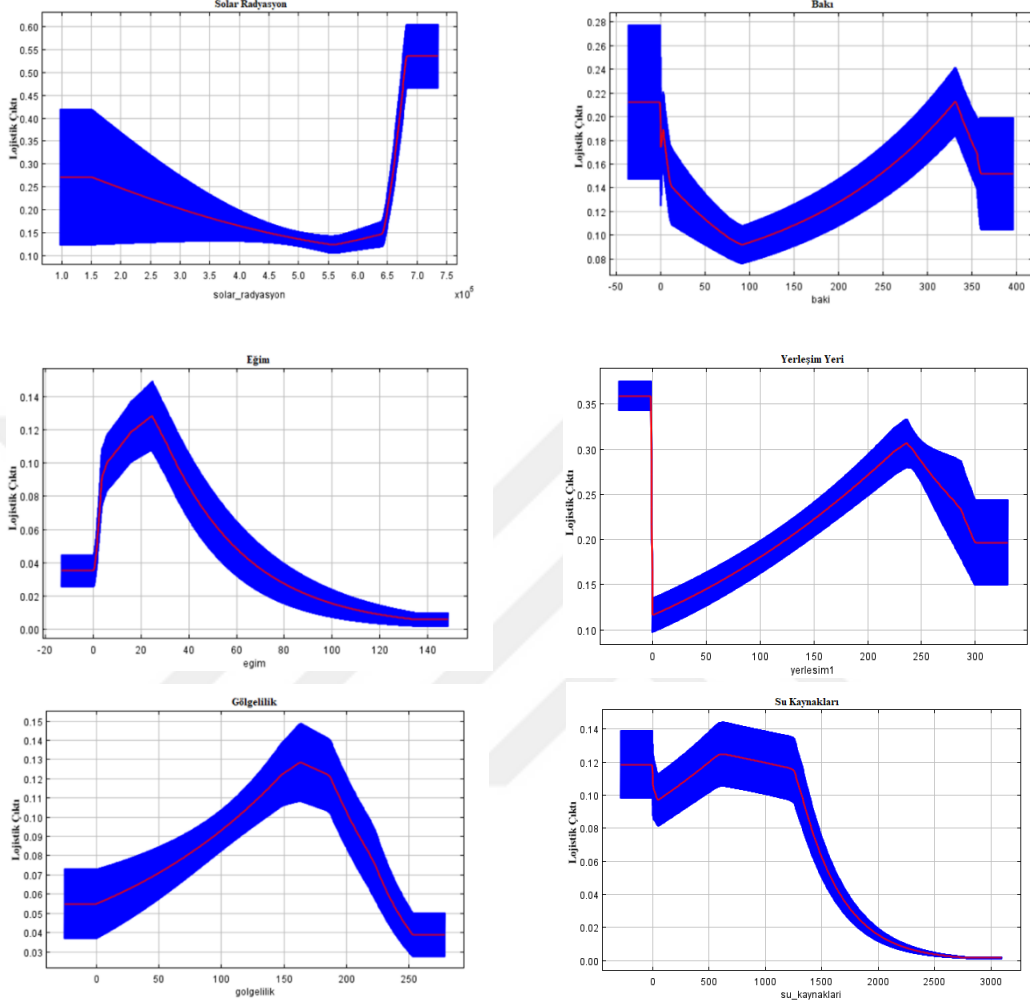 Solar Radyasyon
Lojistik Çıktı
0.60
0.55
0.50
0.45
0.40
0.35
0.30
0.25
0.20
0.15
0.10
1.0 1.5 2.0 2.5 3.0 3.5 4.0 4.5 5.0 5.5 6.0 6.5 7.0 7.5
x10⁵
solar_radyasyon
Bakı
Lojistik Çıktı
0.28
0.26
0.24
0.22
0.20
0.18
0.16
0.14
0.12
0.10
0.08
-50 0 50 100 150 200 250 300 350 400
baki
Eğim
Lojistik Çıktı
0.14
0.12
0.10
0.08
0.06
0.04
0.02
0.00
-20 0 20 40 60 80 100 120 140
egim
Yerleşim Yeri
Lojistik Çıktı
0.35
0.30
0.25
0.20
0.15
0.10
0 50 100 150 200 250 300
yerlesim1
Gölgelilik
Lojistik Çıktı
0.15
0.14
0.13
0.12
0.11
0.10
0.09
0.08
0.07
0.06
0.05
0.04
0.03
0 50 100 150 200 250
golgelilik
Su Kaynakları
Lojistik Çıktı
0.14
0.12
0.10
0.08
0.06
0.04
0.02
0.00
0 500 1000 1500 2000 2500 3000
su_kaynaklari